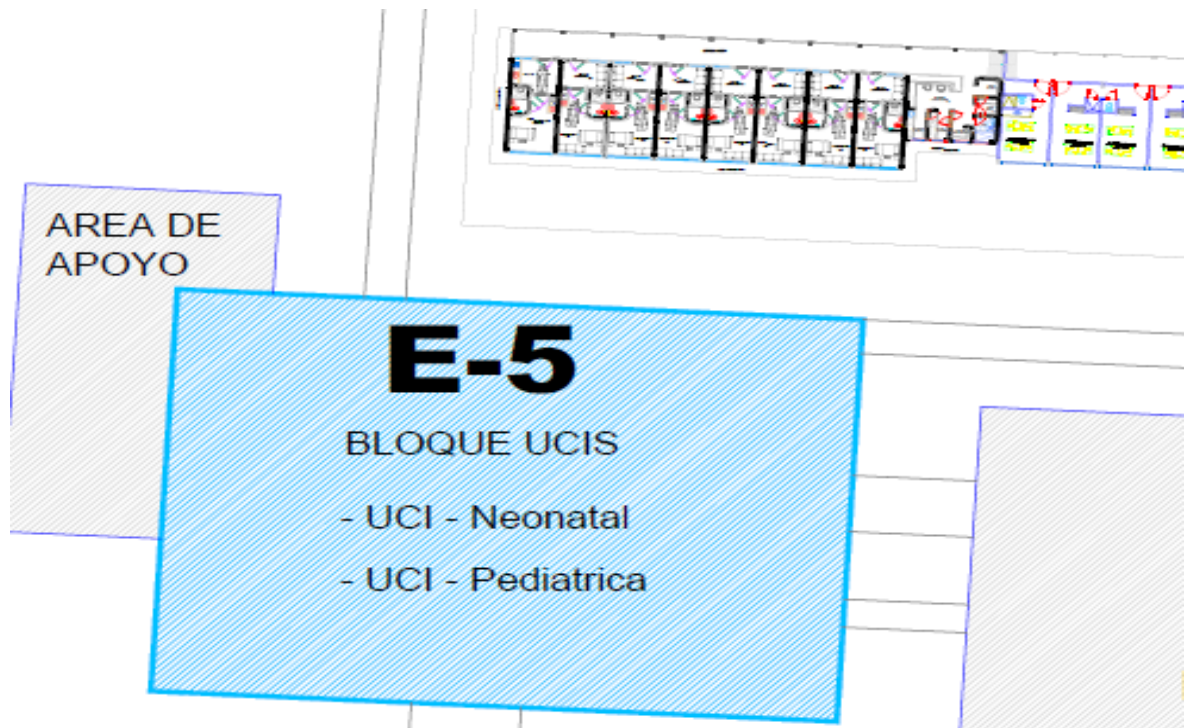 AREA DE
APOYO
E-5
BLOQUE UCIS
- UCI - Neonatal
- UCI - Pediatrica